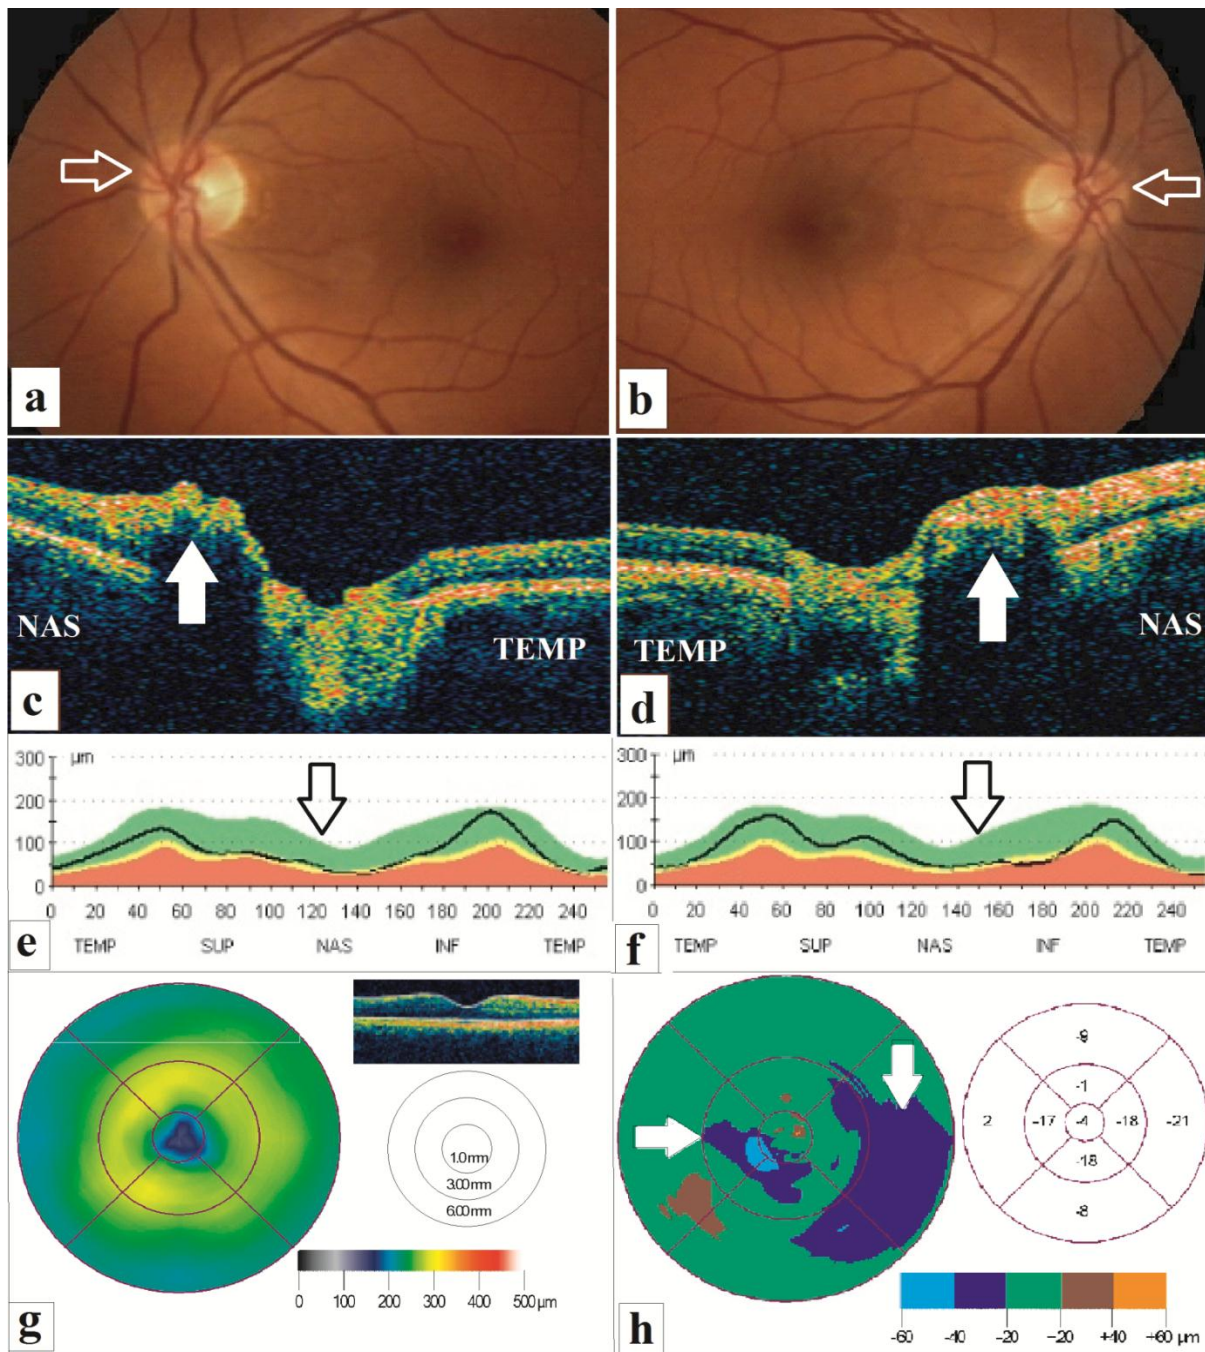 a
b
NAS
TEMP
c
TEMP
NAS
d
300 µm
200
100
0
0 20 40 60 80 100 120 140 160 180 200 220 240
TEMP SUP NAS INF TEMP
e
300 µm
200
100
0
0 20 40 60 80 100 120 140 160 180 200 220 240
TEMP SUP NAS INF TEMP
f
1.0mm
3.00mm
6.00mm
0 100 200 300 400 500 µm
g
-9
-1
2 -17 -4 -18 -21
-18
-8
-60 -40 -20 +20 +40 +60 µm
h